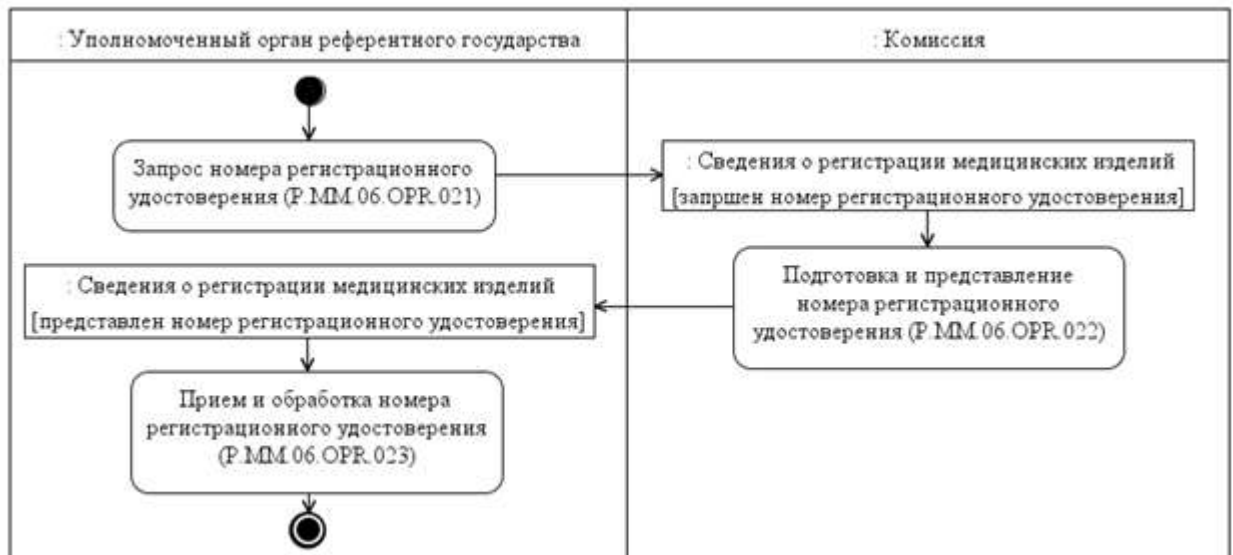 : Уполномоченный орган референтного государства
: Комиссия
Запрос номера регистрационного
удостоверения (P.MM.06.OPR.021)
: Сведения о регистрации медицинских изделий
[запршен номер регистрационного удостоверения]
Подготовка и представление
номера регистрационного
удостоверения (P.MM.06.OPR.022)
: Сведения о регистрации медицинских изделий
[представлен номер регистрационного удостоверения]
Прием и обработка номера
регистрационного удостоверения
(P.MM.06.OPR.023)